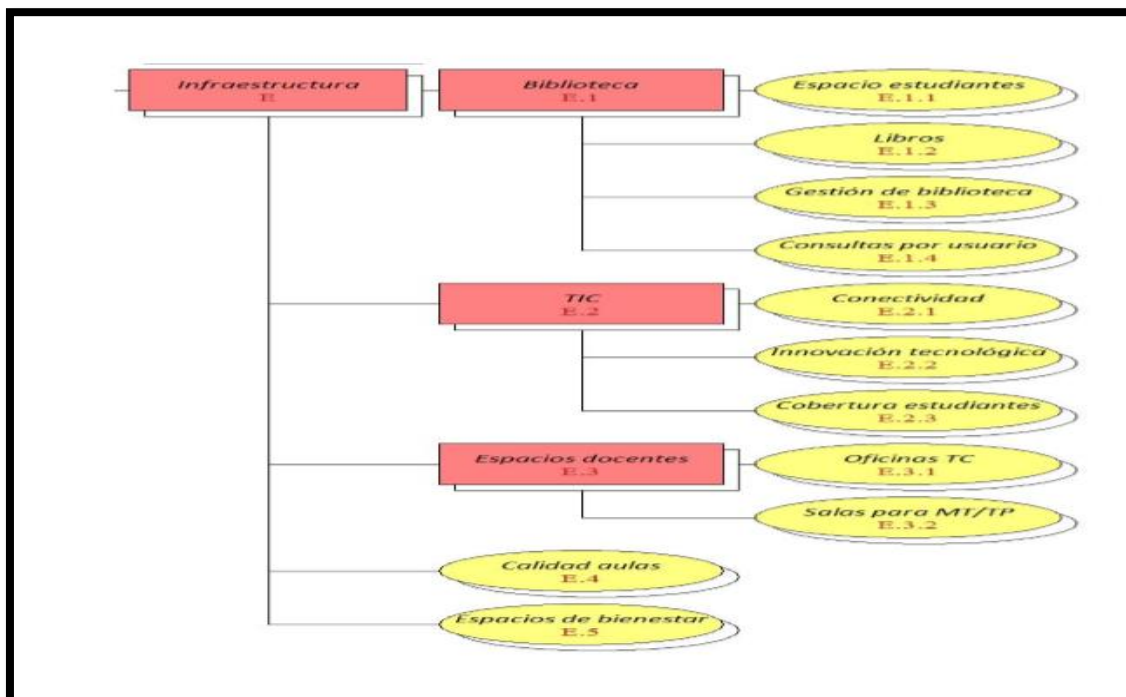 Infraestructura
E
Biblioteca
E.1
Espacio estudiantes
E.1.1
Libros
E.1.2
Gestión de biblioteca
E.1.3
Consultas por usuario
E.1.4
TIC
E.2
Conectividad
E.2.1
Innovación tecnológica
E.2.2
Cobertura estudiantes
E.2.3
Espacios docentes
E.3
Oficinas TC
E.3.1
Salas para MT/TP
E.3.2
Calidad aulas
E.4
Espacios de bienestar
E.5